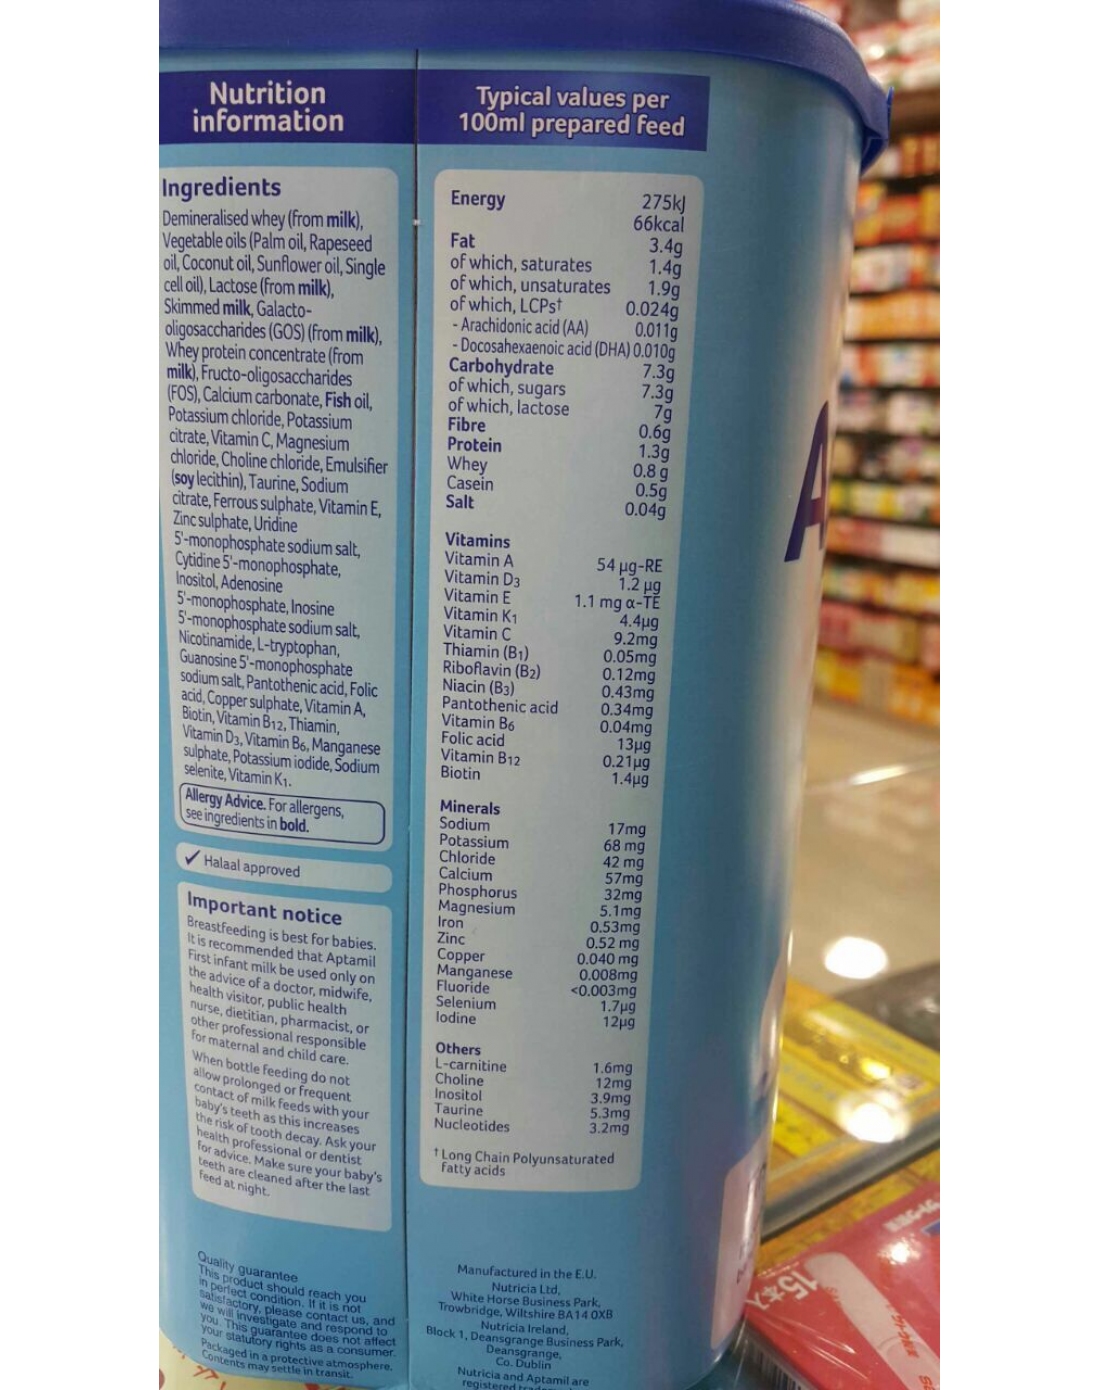 Nutrition
information
Ingredients
Demineralised whey (from milk),
Vegetable oils (Palm oil, Rapeseed
oil, Coconut oil, Sunflower oil, Single
cell oil), Lactose (from milk),
Skimmed milk, Galacto-
oligosaccharides (GOS) (from milk),
Whey protein concentrate (from
milk), Fructo-oligosaccharides
(FOS), Calcium carbonate, Fish oil,
Potassium chloride, Potassium
citrate, Vitamin C, Magnesium
chloride, Choline chloride, Emulsifier
(soy lecithin), Taurine, Sodium
citrate, Ferrous sulphate, Vitamin E,
Zinc sulphate, Uridine
5'-monophosphate sodium salt,
Cytidine 5'-monophosphate,
Inositol, Adenosine
5'-monophosphate, Inosine
5'-monophosphate sodium salt,
Nicotinamide, L-tryptophan,
Guanosine 5'-monophosphate
sodium salt, Pantothenic acid, Folic
acid, Copper sulphate, Vitamin A,
Biotin, Vitamin B12, Thiamin,
Vitamin D3, Vitamin B6, Manganese
sulphate, Potassium iodide, Sodium
selenite, Vitamin K1.
Allergy Advice. For allergens,
see ingredients in bold.
✓ Halaal approved
Important notice
Breastfeeding is best for babies.
It is recommended that Aptamil
First infant milk be used only on
the advice of a doctor, midwife,
health visitor, public health
nurse, dietitian, pharmacist, or
other professional responsible
for maternal and child care.
When bottle feeding do not
allow prolonged or frequent
contact of milk feeds with your
baby's teeth as this increases
the risk of tooth decay. Ask your
health professional or dentist
for advice. Make sure your baby's
teeth are cleaned after the last
feed at night.
Quality guarantee
This product should reach you
in perfect condition. If it is not
satisfactory, please contact us, and
we will investigate and respond to
you. This guarantee does not affect
your statutory rights as a consumer.
Packaged in a protective atmosphere.
Contents may settle in transit.
Typical values per
100ml prepared feed
Energy 275kJ
66kcal
Fat 3.4g
of which, saturates 1.4g
of which, unsaturates 1.9g
of which, LCPs† 0.024g
- Arachidonic acid (AA) 0.011g
- Docosahexaenoic acid (DHA) 0.010g
Carbohydrate 7.3g
of which, sugars 7.3g
of which, lactose 7g
Fibre 0.6g
Protein 1.3g
Whey 0.8 g
Casein 0.5g
Salt 0.04g
Vitamins
Vitamin A 54 µg-RE
Vitamin D3 1.2 µg
Vitamin E 1.1 mg α-TE
Vitamin K1 4.4µg
Vitamin C 9.2mg
Thiamin (B1) 0.05mg
Riboflavin (B2) 0.12mg
Niacin (B3) 0.43mg
Pantothenic acid 0.34mg
Vitamin B6 0.04mg
Folic acid 13µg
Vitamin B12 0.21µg
Biotin 1.4µg
Minerals
Sodium 17mg
Potassium 68 mg
Chloride 42 mg
Calcium 57mg
Phosphorus 32mg
Magnesium 5.1mg
Iron 0.53mg
Zinc 0.52 mg
Copper 0.040 mg
Manganese 0.008mg
Fluoride <0.003mg
Selenium 1.7µg
Iodine 12µg
Others
L-carnitine 1.6mg
Choline 12mg
Inositol 3.9mg
Taurine 5.3mg
Nucleotides 3.2mg
† Long Chain Polyunsaturated
fatty acids
Manufactured in the E.U.
Nutricia Ltd,
White Horse Business Park,
Trowbridge, Wiltshire BA14 0XB
Nutricia Ireland,
Block 1, Deansgrange Business Park,
Deansgrange,
Co. Dublin
Nutricia and Aptamil are
registered
A
15本入